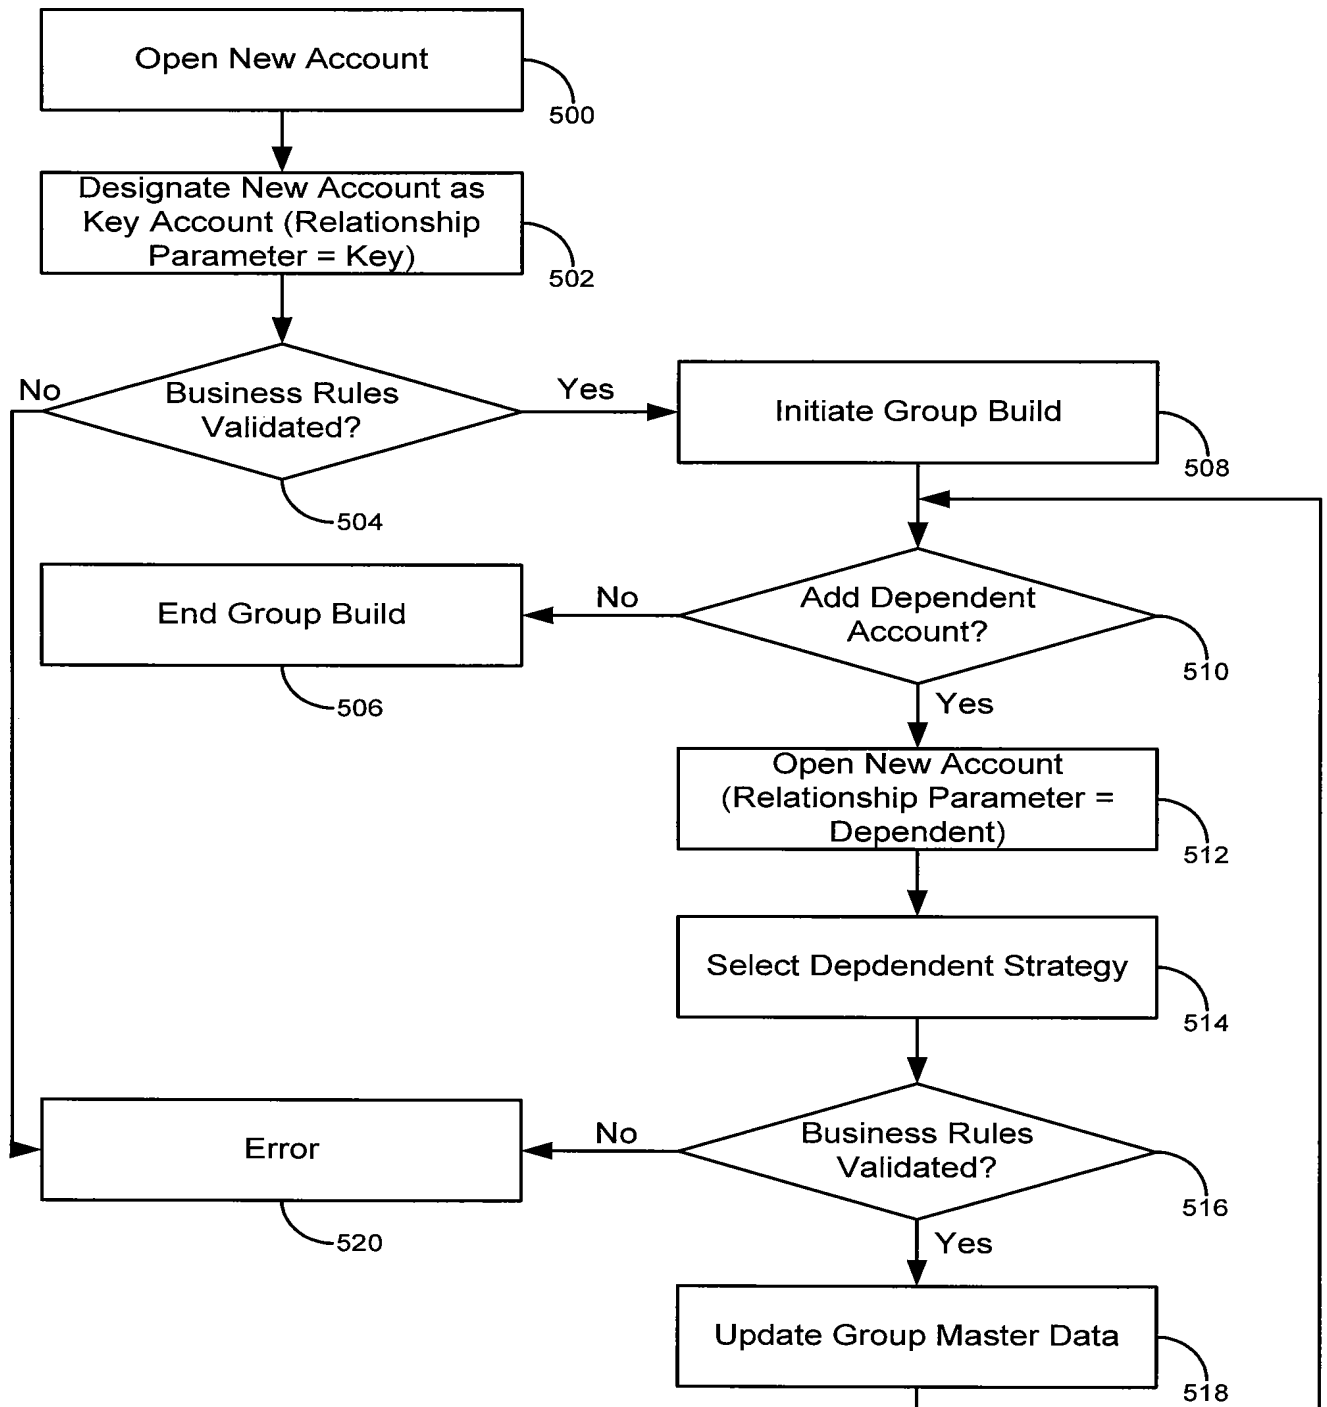 Open New Account
500
Designate New Account as
Key Account (Relationship
Parameter = Key)
502
No
Business Rules
Validated?
Yes
504
Initiate Group Build
508
End Group Build
506
No
Add Dependent
Account?
510
Yes
Open New Account
(Relationship Parameter =
Dependent)
512
Select Depdendent Strategy
514
Error
520
No
Business Rules
Validated?
516
Yes
Update Group Master Data
518